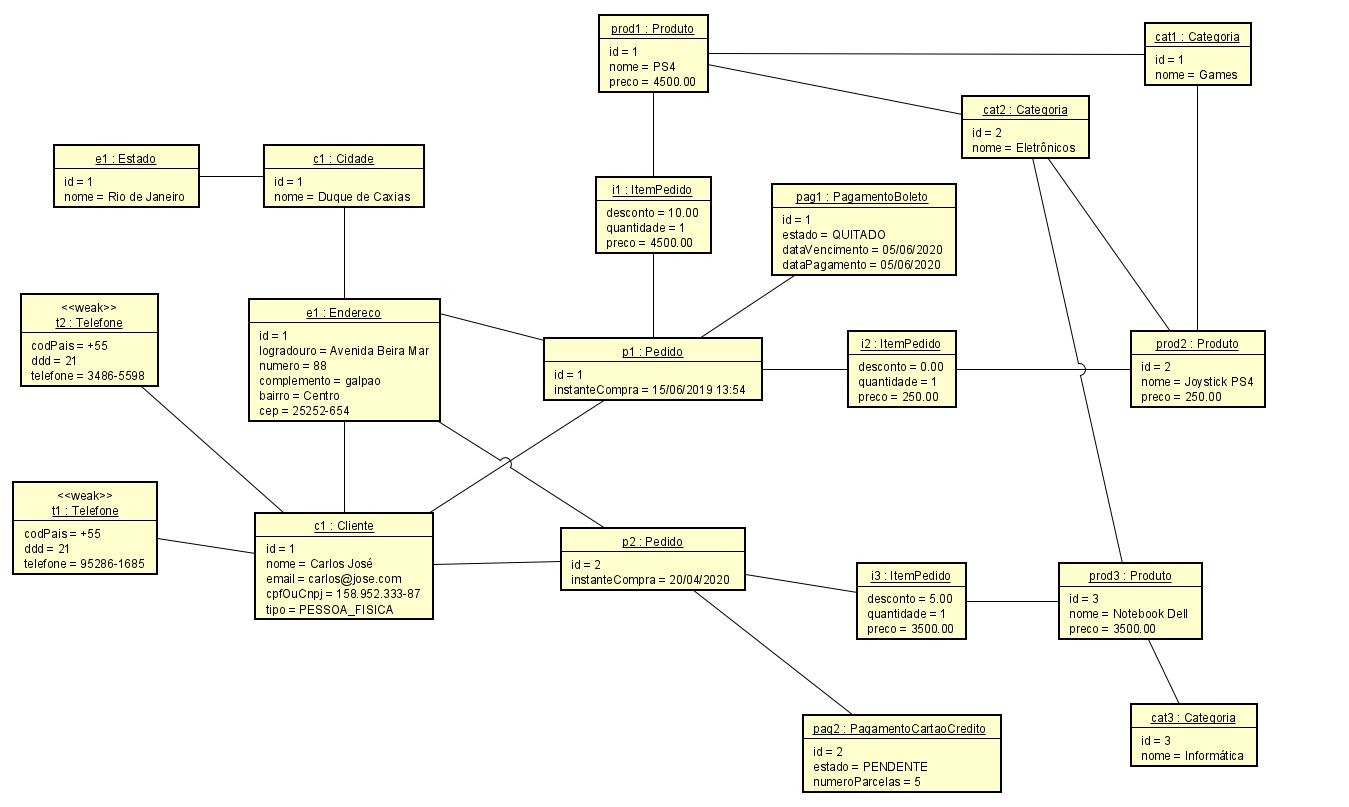 prod1 : Produto
id = 1
nome = PS4
preco = 4500.00
cat1 : Categoria
id = 1
nome = Games
cat2 : Categoria
id = 2
nome = Eletrônicos
e1 : Estado
id = 1
nome = Rio de Janeiro
c1 : Cidade
id = 1
nome = Duque de Caxias
i1 : ItemPedido
desconto = 10.00
quantidade = 1
preco = 4500.00
pag1 : PagamentoBoleto
id = 1
estado = QUITADO
dataVencimento = 05/06/2020
dataPagamento = 05/06/2020
<<weak>>
t2 : Telefone
codPais = +55
ddd = 21
telefone = 3486-5598
e1 : Endereco
id = 1
logradouro = Avenida Beira Mar
numero = 88
complemento = galpao
bairro = Centro
cep = 25252-654
p1 : Pedido
id = 1
instanteCompra = 15/06/2019 13:54
i2 : ItemPedido
desconto = 0.00
quantidade = 1
preco = 250.00
prod2 : Produto
id = 2
nome = Joystick PS4
preco = 250.00
<<weak>>
t1 : Telefone
codPais = +55
ddd = 21
telefone = 95286-1685
c1 : Cliente
id = 1
nome = Carlos José
email = carlos@jose.com
cpfOuCnpj = 158.952.333-87
tipo = PESSOA_FISICA
p2 : Pedido
id = 2
instanteCompra = 20/04/2020
i3 : ItemPedido
desconto = 5.00
quantidade = 1
preco = 3500.00
prod3 : Produto
id = 3
nome = Notebook Dell
preco = 3500.00
pag2 : PagamentoCartaoCredito
id = 2
estado = PENDENTE
numeroParcelas = 5
cat3 : Categoria
id = 3
nome = Informática